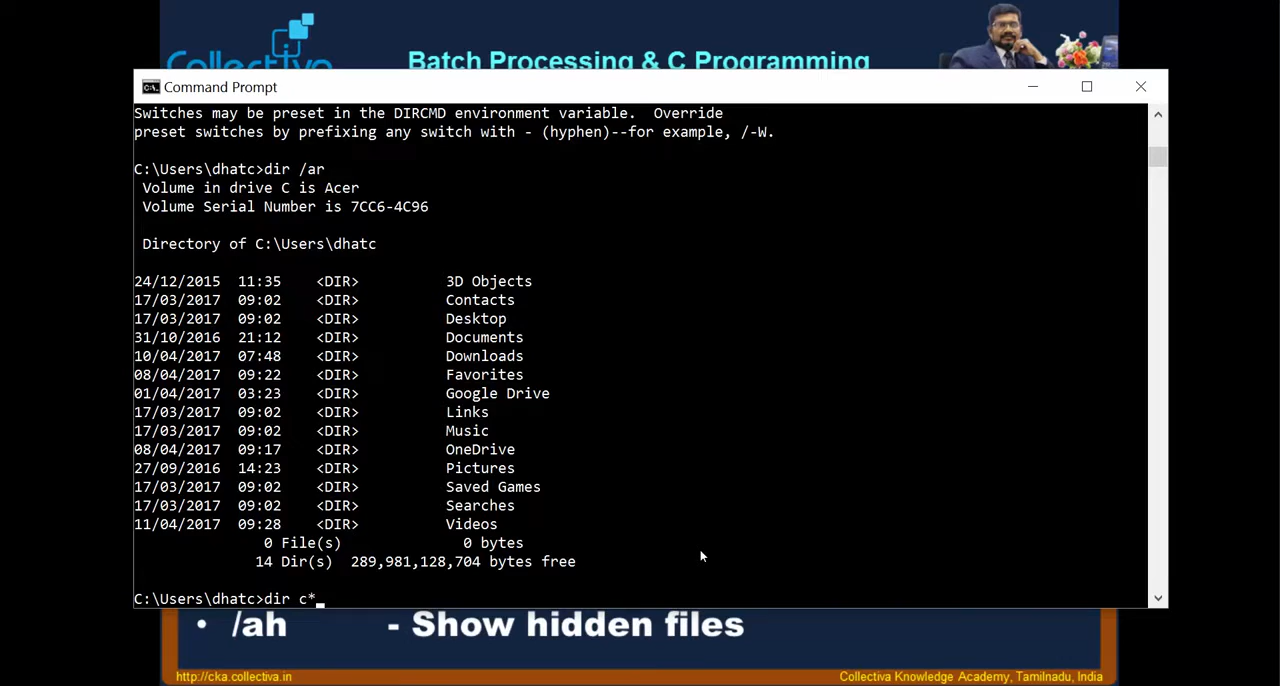 Collectiva
Batch Processing & C Programming
Command Prompt
Switches may be preset in the DIRCMD environment variable.  Override
preset switches by prefixing any switch with - (hyphen)--for example, /-W.
C:\Users\dhatc>dir /ar
Volume in drive C is Acer
Volume Serial Number is 7CC6-4C96
Directory of C:\Users\dhatc
24/12/2015  11:35    <DIR>          3D Objects
17/03/2017  09:02    <DIR>          Contacts
17/03/2017  09:02    <DIR>          Desktop
31/10/2016  21:12    <DIR>          Documents
10/04/2017  07:48    <DIR>          Downloads
08/04/2017  09:22    <DIR>          Favorites
01/04/2017  03:23    <DIR>          Google Drive
17/03/2017  09:02    <DIR>          Links
17/03/2017  09:02    <DIR>          Music
08/04/2017  09:17    <DIR>          OneDrive
27/09/2016  14:23    <DIR>          Pictures
17/03/2017  09:02    <DIR>          Saved Games
17/03/2017  09:02    <DIR>          Searches
11/04/2017  09:28    <DIR>          Videos
0 File(s)              0 bytes
14 Dir(s)  289,981,128,704 bytes free
C:\Users\dhatc>dir c*
• /ah - Show hidden files
http://cka.collectiva.in
Collectiva Knowledge Academy, Tamilnadu, India